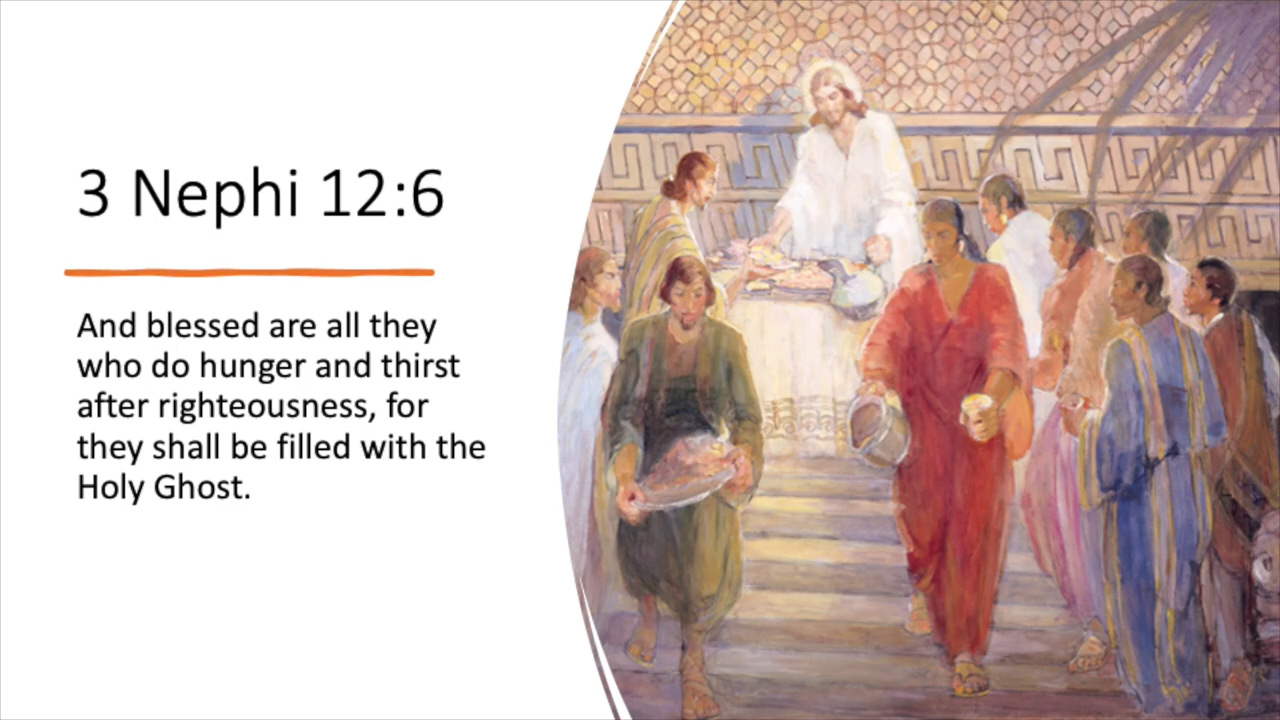 3 Nephi 12:6
And blessed are all they
who do hunger and thirst
after righteousness, for
they shall be filled with the
Holy Ghost.